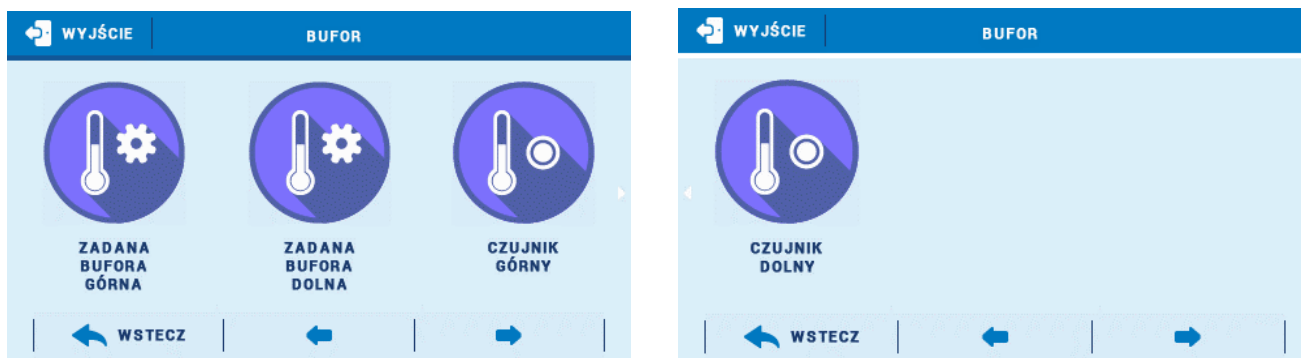 WYJŚCIE
BUFOR
ZADANA
BUFORA
GÓRNA
ZADANA
BUFORA
DOLNA
CZUJNIK
GÓRNY
WSTECZ
WYJŚCIE
BUFOR
CZUJNIK
DOLNY
WSTECZ